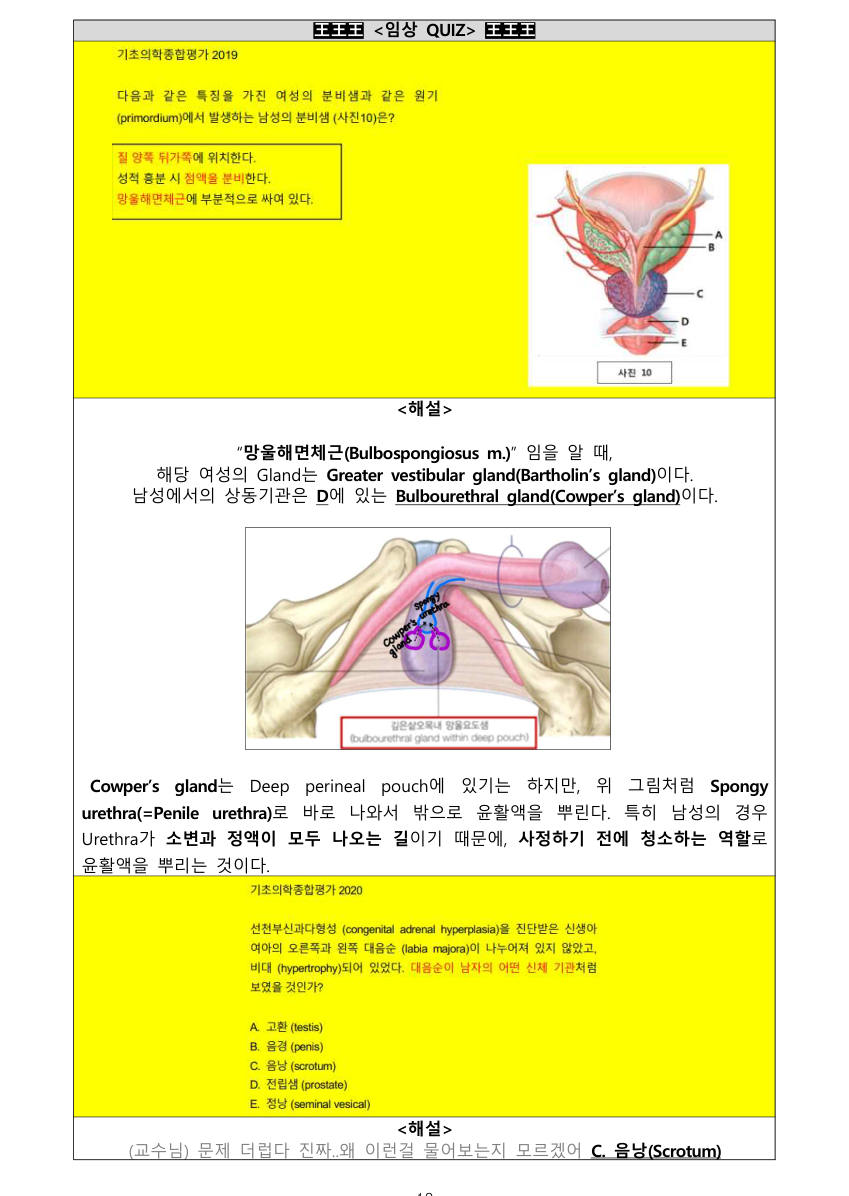 <임상 QUIZ>
기초의학종합평가 2019
다음과 같은 특징을 가진 여성의 분비샘과 같은 원기
(primordium)에서 발생하는 남성의 분비샘 (사진10)은?
질 양쪽 뒤가쪽에 위치한다.
성적 흥분 시 점액을 분비한다.
망울해면체근에 부분적으로 싸여 있다.
A
B
C
D
E
사진 10
<해설>
“망울해면체근(Bulbospongiosus m.)” 임을 알 때,
해당 여성의 Gland는 Greater vestibular gland(Bartholin’s gland)이다.
남성에서의 상동기관은 D에 있는 Bulbourethral gland(Cowper’s gland)이다.
Spongy
urethra
Cowper's
gland
깊은샅오목내 망울요도샘
(bulbourethral gland within deep pouch)
Cowper’s gland는 Deep perineal pouch에 있기는 하지만, 위 그림처럼 Spongy
urethra(=Penile urethra)로 바로 나와서 밖으로 윤활액을 뿌린다. 특히 남성의 경우
Urethra가 소변과 정액이 모두 나오는 길이기 때문에, 사정하기 전에 청소하는 역할로
윤활액을 뿌리는 것이다.
기초의학종합평가 2020
선천부신과다형성 (congenital adrenal hyperplasia)을 진단받은 신생아
여아의 오른쪽과 왼쪽 대음순 (labia majora)이 나누어져 있지 않았고,
비대 (hypertrophy)되어 있었다. 대음순이 남자의 어떤 신체 기관처럼
보였을 것인가?
A. 고환 (testis)
B. 음경 (penis)
C. 음낭 (scrotum)
D. 전립샘 (prostate)
E. 정낭 (seminal vesical)
<해설>
(교수님) 문제 더럽다 진짜..왜 이런걸 물어보는지 모르겠어 C. 음낭(Scrotum)